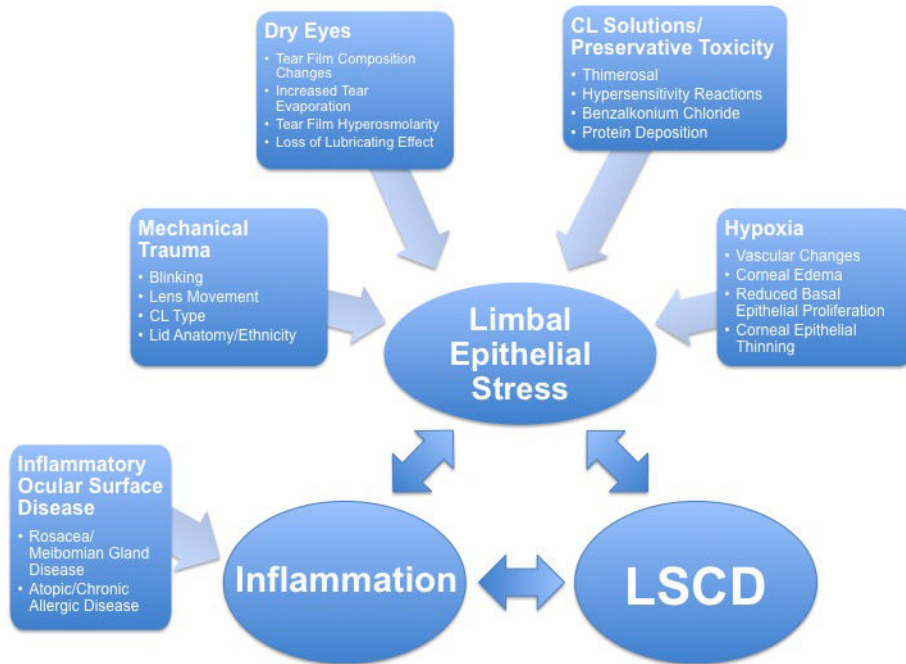 Dry Eyes
• Tear Film Composition
Changes
• Increased Tear
Evaporation
• Tear Film Hyperosmolarity
• Loss of Lubricating Effect
CL Solutions/
Preservative Toxicity
• Thimerosal
• Hypersensitivity Reactions
• Benzalkonium Chloride
• Protein Deposition
Mechanical
Trauma
• Blinking
• Lens Movement
• CL Type
• Lid Anatomy/Ethnicity
Hypoxia
• Vascular Changes
• Corneal Edema
• Reduced Basal
Epithelial Proliferation
• Corneal Epithelial
Thinning
Limbal
Epithelial
Stress
Inflammatory
Ocular Surface
Disease
• Rosacea/
Meibomian Gland
Disease
• Atopic/Chronic
Allergic Disease
Inflammation
LSCD